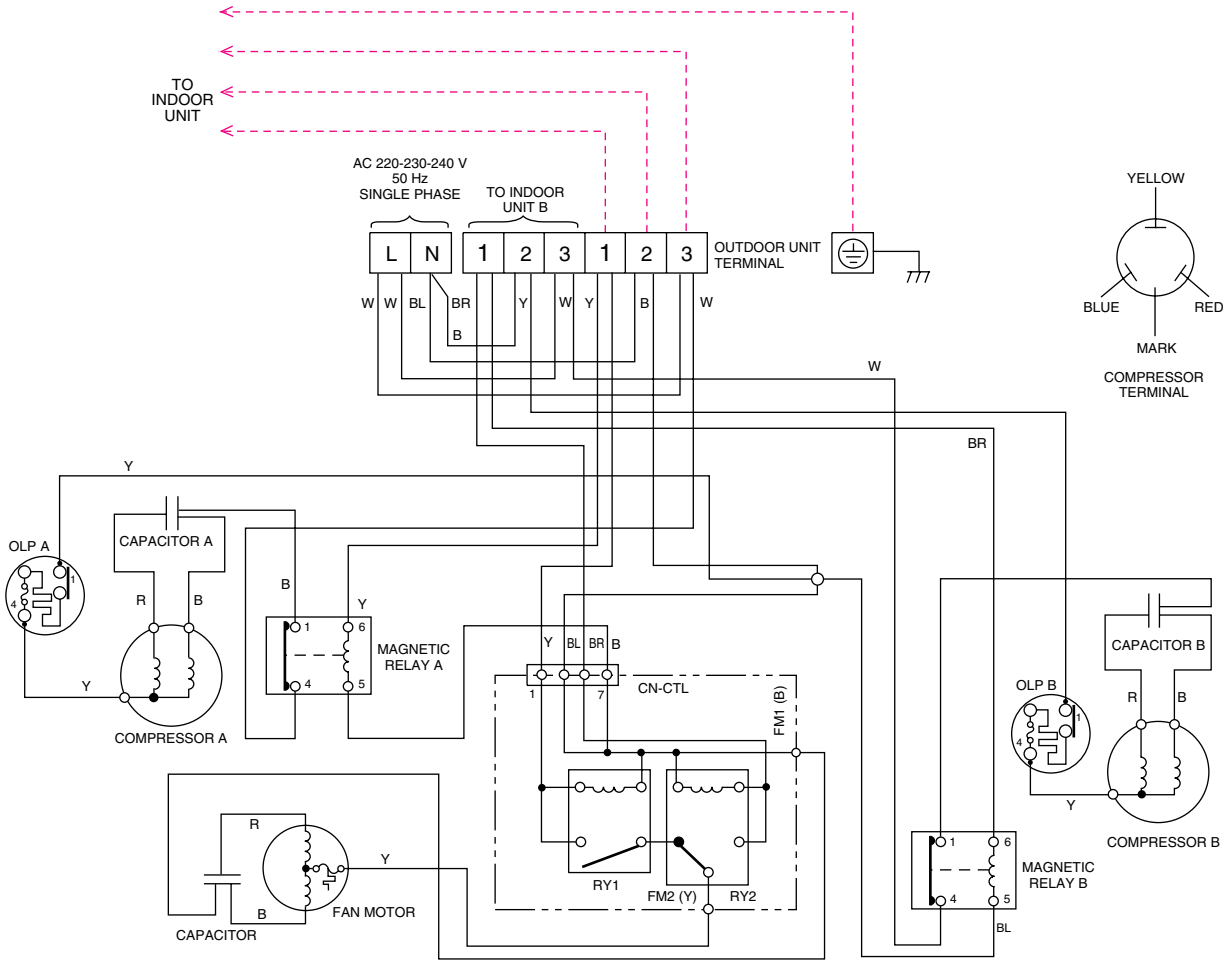 TO
INDOOR
UNIT
AC 220-230-240 V
50 Hz
SINGLE PHASE
TO INDOOR
UNIT B
L N 1 2 3 1 2 3
OUTDOOR UNIT
TERMINAL
YELLOW
BLUE
RED
MARK
COMPRESSOR
TERMINAL
W W BL BR Y W Y B W
B
W
BR
Y
OLP A
1
4
CAPACITOR A
R
B
Y
COMPRESSOR A
B
Y
1
6
4
5
MAGNETIC
RELAY A
Y BL BR B
1
7
CN-CTL
FM1 (B)
RY1
FM2 (Y)
RY2
R
B
Y
FAN MOTOR
CAPACITOR
CAPACITOR B
R
B
OLP B
1
4
Y
COMPRESSOR B
1
6
4
5
MAGNETIC
RELAY B
BL